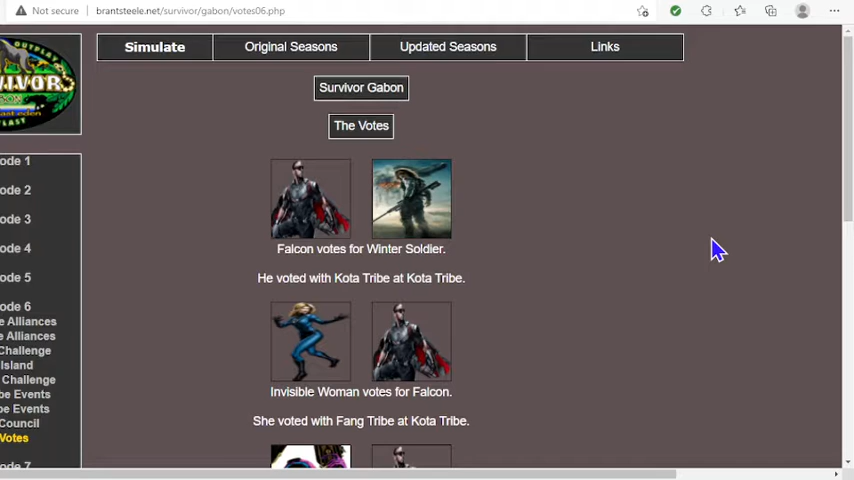 Not secure
brantsteele.net/survivor/gabon/votes06.php
OUTPLAY
RVIVOR
Simulate
Original Seasons
Updated Seasons
Links
Survivor Gabon
The Votes
ode 1
ode 2
ode 3
ode 4
ode 5
ode 6
e Alliances
e Alliances
Challenge
Island
Challenge
be Events
be Events
Council
Votes
ode 7
Falcon votes for Winter Soldier.
He voted with Kota Tribe at Kota Tribe.
Invisible Woman votes for Falcon.
She voted with Fang Tribe at Kota Tribe.